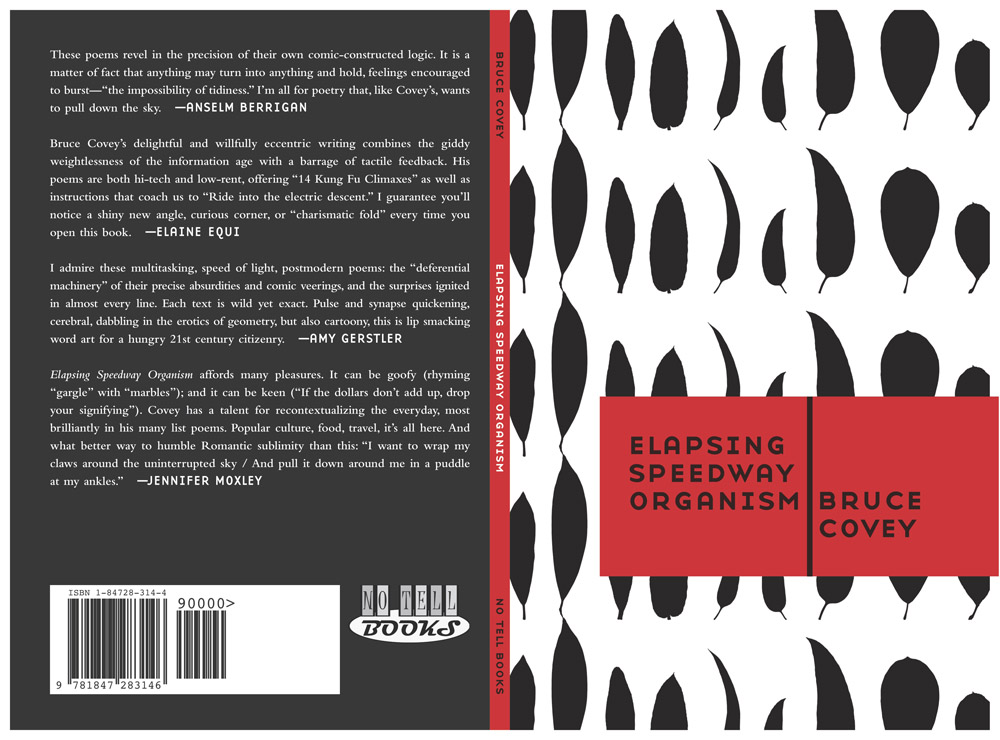 These poems revel in the precision of their own comic-constructed logic. It is a
matter of fact that anything may turn into anything and hold, feelings encouraged
to burst—“the impossibility of tidiness.” I’m all for poetry that, like Covey’s, wants
to pull down the sky. —ANSELM BERRIGAN
Bruce Covey’s delightful and willfully eccentric writing combines the giddy
weightlessness of the information age with a barrage of tactile feedback. His
poems are both hi-tech and low-rent, offering “14 Kung Fu Climaxes” as well as
instructions that coach us to “Ride into the electric descent.” I guarantee you’ll
notice a shiny new angle, curious corner, or “charismatic fold” every time you
open this book. —ELAINE EQUI
I admire these multitasking, speed of light, postmodern poems: the “deferential
machinery” of their precise absurdities and comic veerings, and the surprises ignited
in almost every line. Each text is wild yet exact. Pulse and synapse quickening,
cerebral, dabbling in the erotics of geometry, but also cartoony, this is lip smacking
word art for a hungry 21st century citizenry. —AMY GERSTLER
Elapsing Speedway Organism affords many pleasures. It can be goofy (rhyming
“gargle” with “marbles”); and it can be keen (“If the dollars don’t add up, drop
your signifying”). Covey has a talent for recontextualizing the everyday, most
brilliantly in his many list poems. Popular culture, food, travel, it’s all here. And
what better way to humble Romantic sublimity than this: “I want to wrap my
claws around the uninterrupted sky / And pull it down around me in a puddle
at my ankles.” —JENNIFER MOXLEY
ISBN 1-84728-314-4
90000>
9 781847 283146
NO TELL
BOOKS
BRUCE COVEY
ELAPSING SPEEDWAY ORGANISM
NO TELL BOOKS
ELAPSING
SPEEDWAY
ORGANISM
BRUCE
COVEY